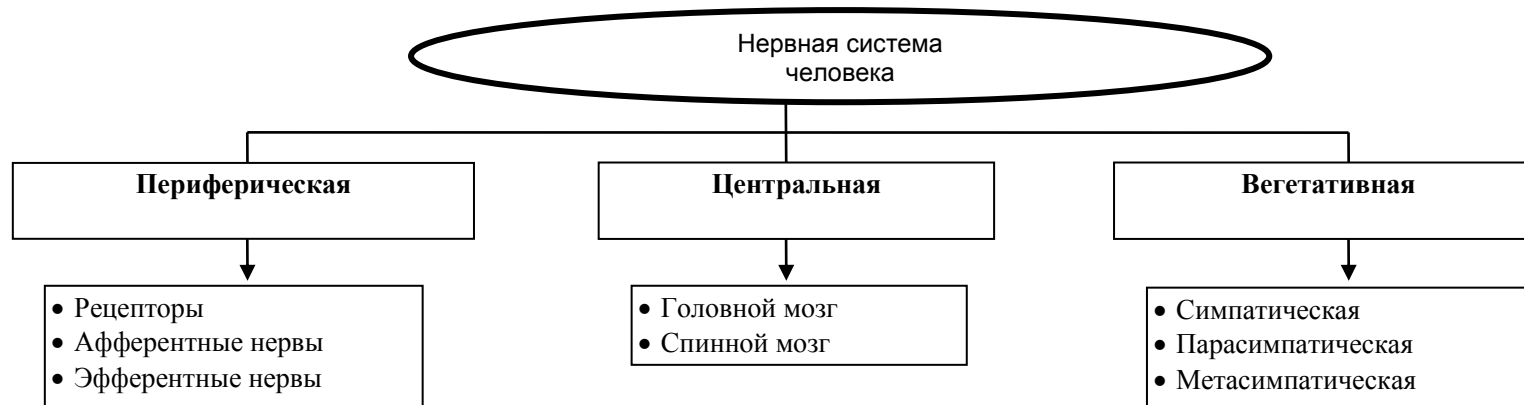 Нервная система
человека
Периферическая
Центральная
Вегетативная
• Рецепторы
• Афферентные нервы
• Эфферентные нервы
• Головной мозг
• Спинной мозг
• Симпатическая
• Парасимпатическая
• Метасимпатическая